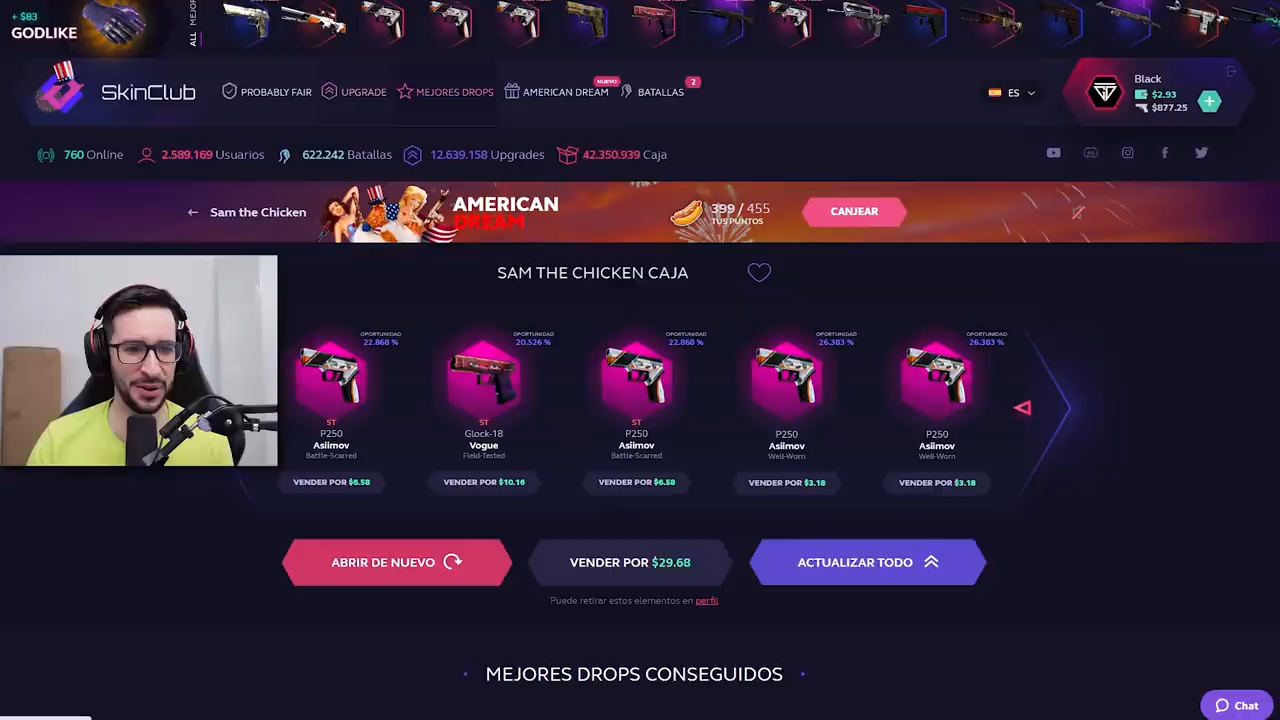 + $83
GODLIKE
ALL
SkinClub
PROBABLY FAIR
UPGRADE
MEJORES DROPS
AMERICAN DREAM
NUEVO
BATALLAS
2
ES
Black
$2.93
$877.25
760 Online
2.589.169 Usuarios
622.242 Batallas
12.639.158 Upgrades
42.350.939 Caja
← Sam the Chicken
AMERICAN
DREAM
399 / 455
TUS PUNTOS
CANJEAR
SAM THE CHICKEN CAJA
OPORTUNIDAD
22.868 %
ST
P250
Asiimov
Battle-Scarred
VENDER POR $6.58
OPORTUNIDAD
20.526 %
ST
Glock-18
Vogue
Field-Tested
VENDER POR $10.16
OPORTUNIDAD
22.868 %
ST
P250
Asiimov
Battle-Scarred
VENDER POR $6.58
OPORTUNIDAD
26.383 %
P250
Asiimov
Well-Worn
VENDER POR $3.18
OPORTUNIDAD
26.383 %
P250
Asiimov
Well-Worn
VENDER POR $3.18
ABRIR DE NUEVO
VENDER POR $29.68
ACTUALIZAR TODO
Puede retirar estos elementos en perfil
MEJORES DROPS CONSEGUIDOS
Chat